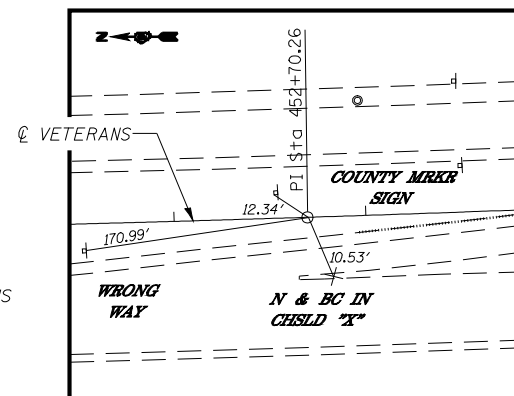 N
PI Sta 452+70.26
℄ VETERANS
COUNTY MRKR
SIGN
12.34'
170.99'
10.53'
WRONG
WAY
N & BC IN
CHSLD "X"